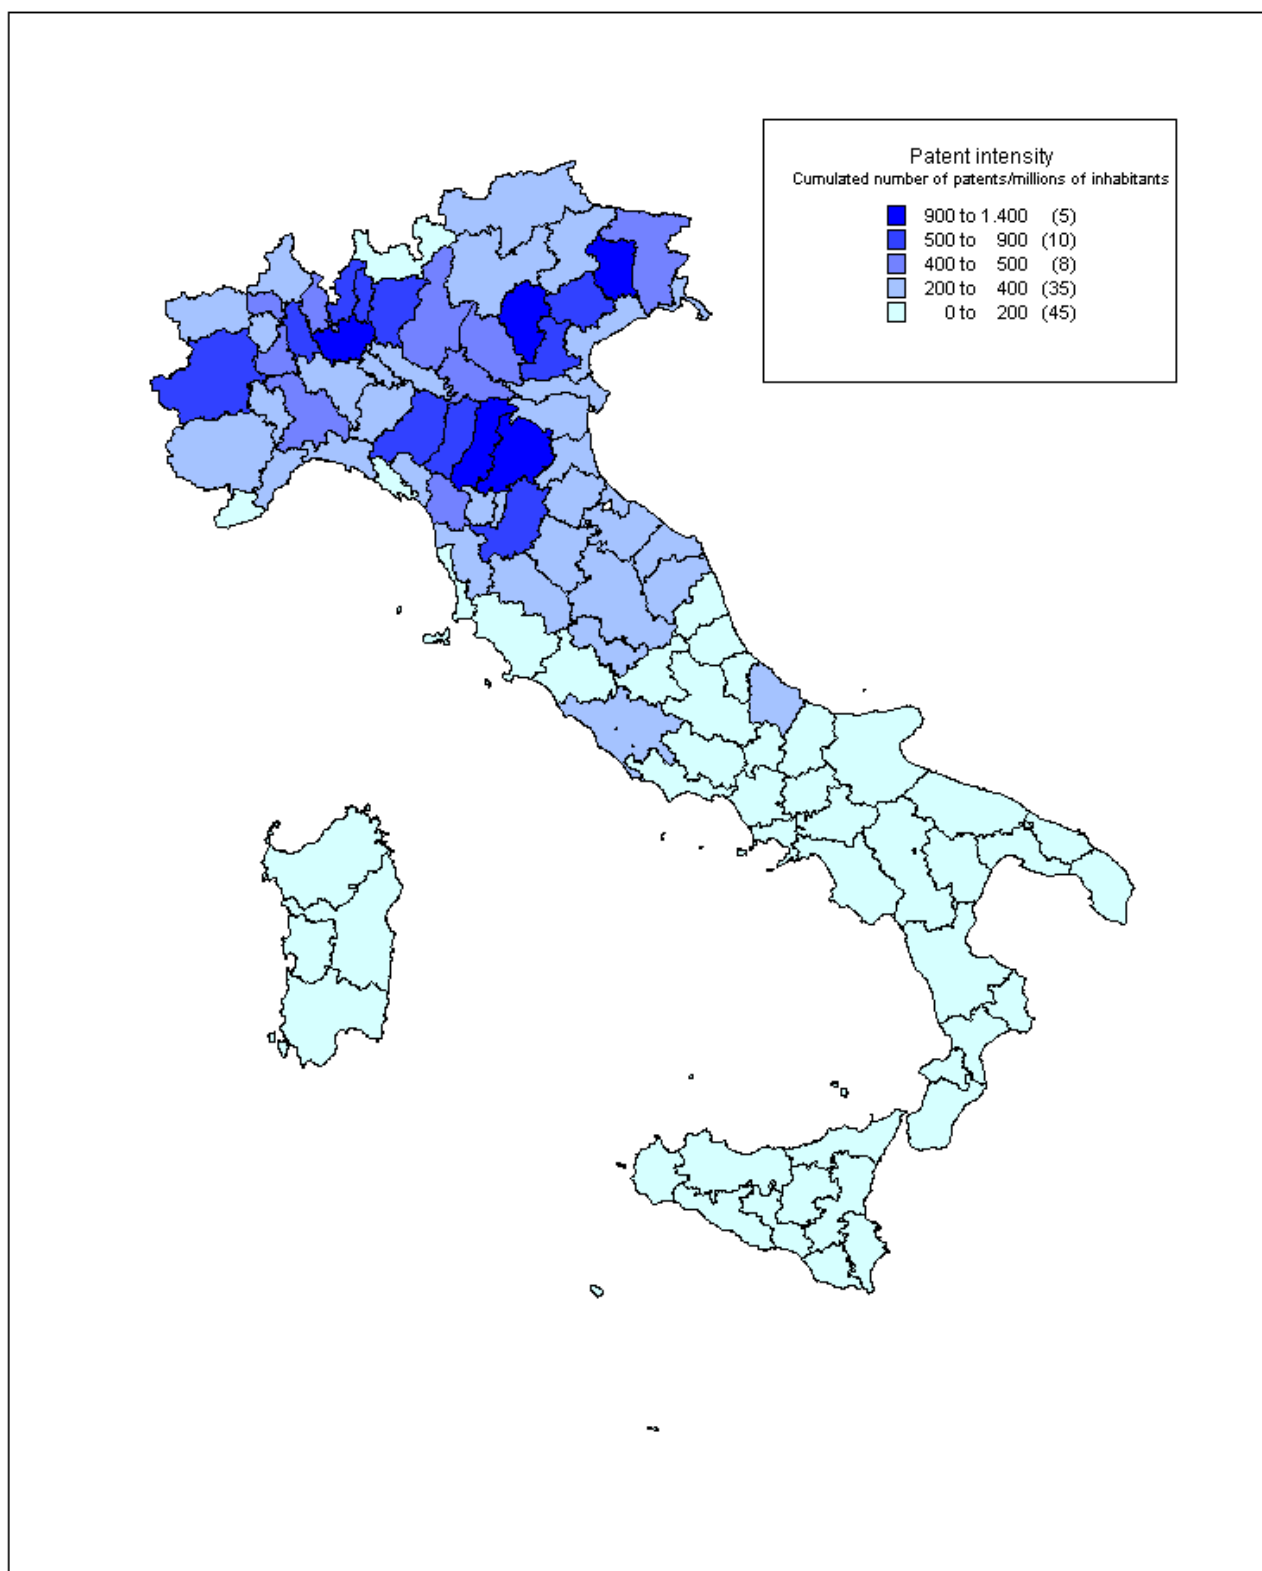 Patent intensity
Cumulated number of patents/millions of inhabitants
900 to 1.400 (5)
500 to 900 (10)
400 to 500 (8)
200 to 400 (35)
0 to 200 (45)